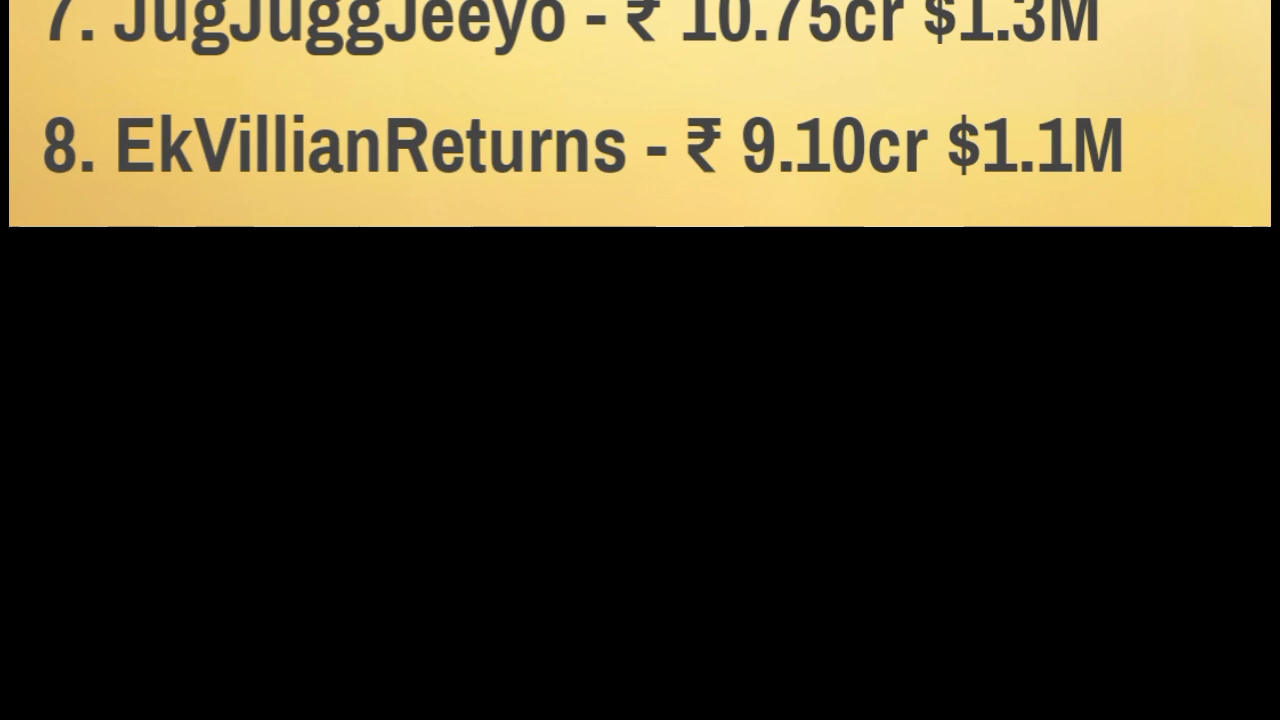 7. JugJuggJeeyo - ₹ 10.75cr $1.3M
8. EkVillianReturns - ₹ 9.10cr $1.1M